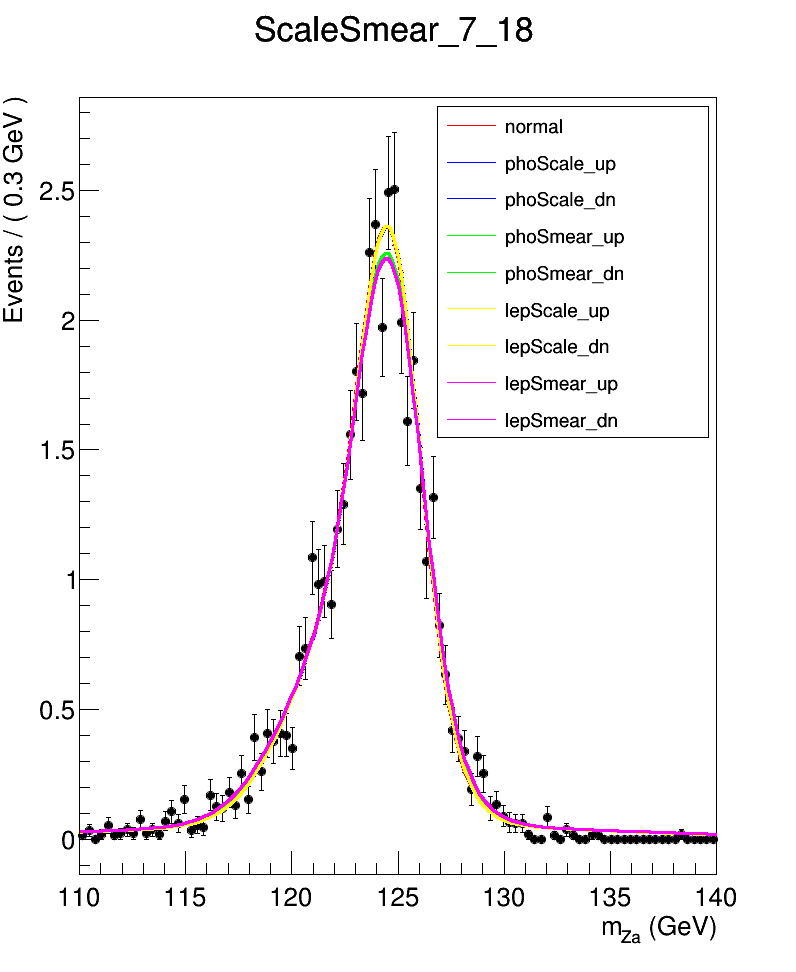 ScaleSmear_7_18
Events / ( 0.3 GeV )
normal
phoScale_up
phoScale_dn
phoSmear_up
phoSmear_dn
lepScale_up
lepScale_dn
lepSmear_up
lepSmear_dn
2.5
2
1.5
1
0.5
0
110 115 120 125 130 135 140
m_Za (GeV)